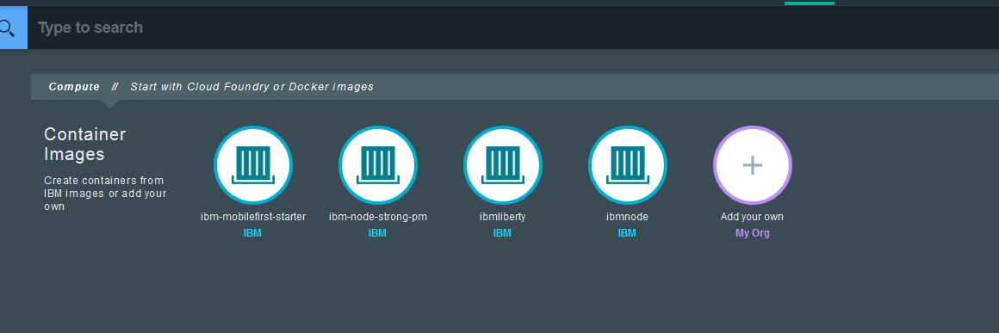 Type to search
Compute // Start with Cloud Foundry or Docker images
Container
Images
Create containers from
IBM images or add your
own
ibm-mobilefirst-starter
IBM
ibm-node-strong-pm
IBM
ibmliberty
IBM
ibmnode
IBM
Add your own
My Org